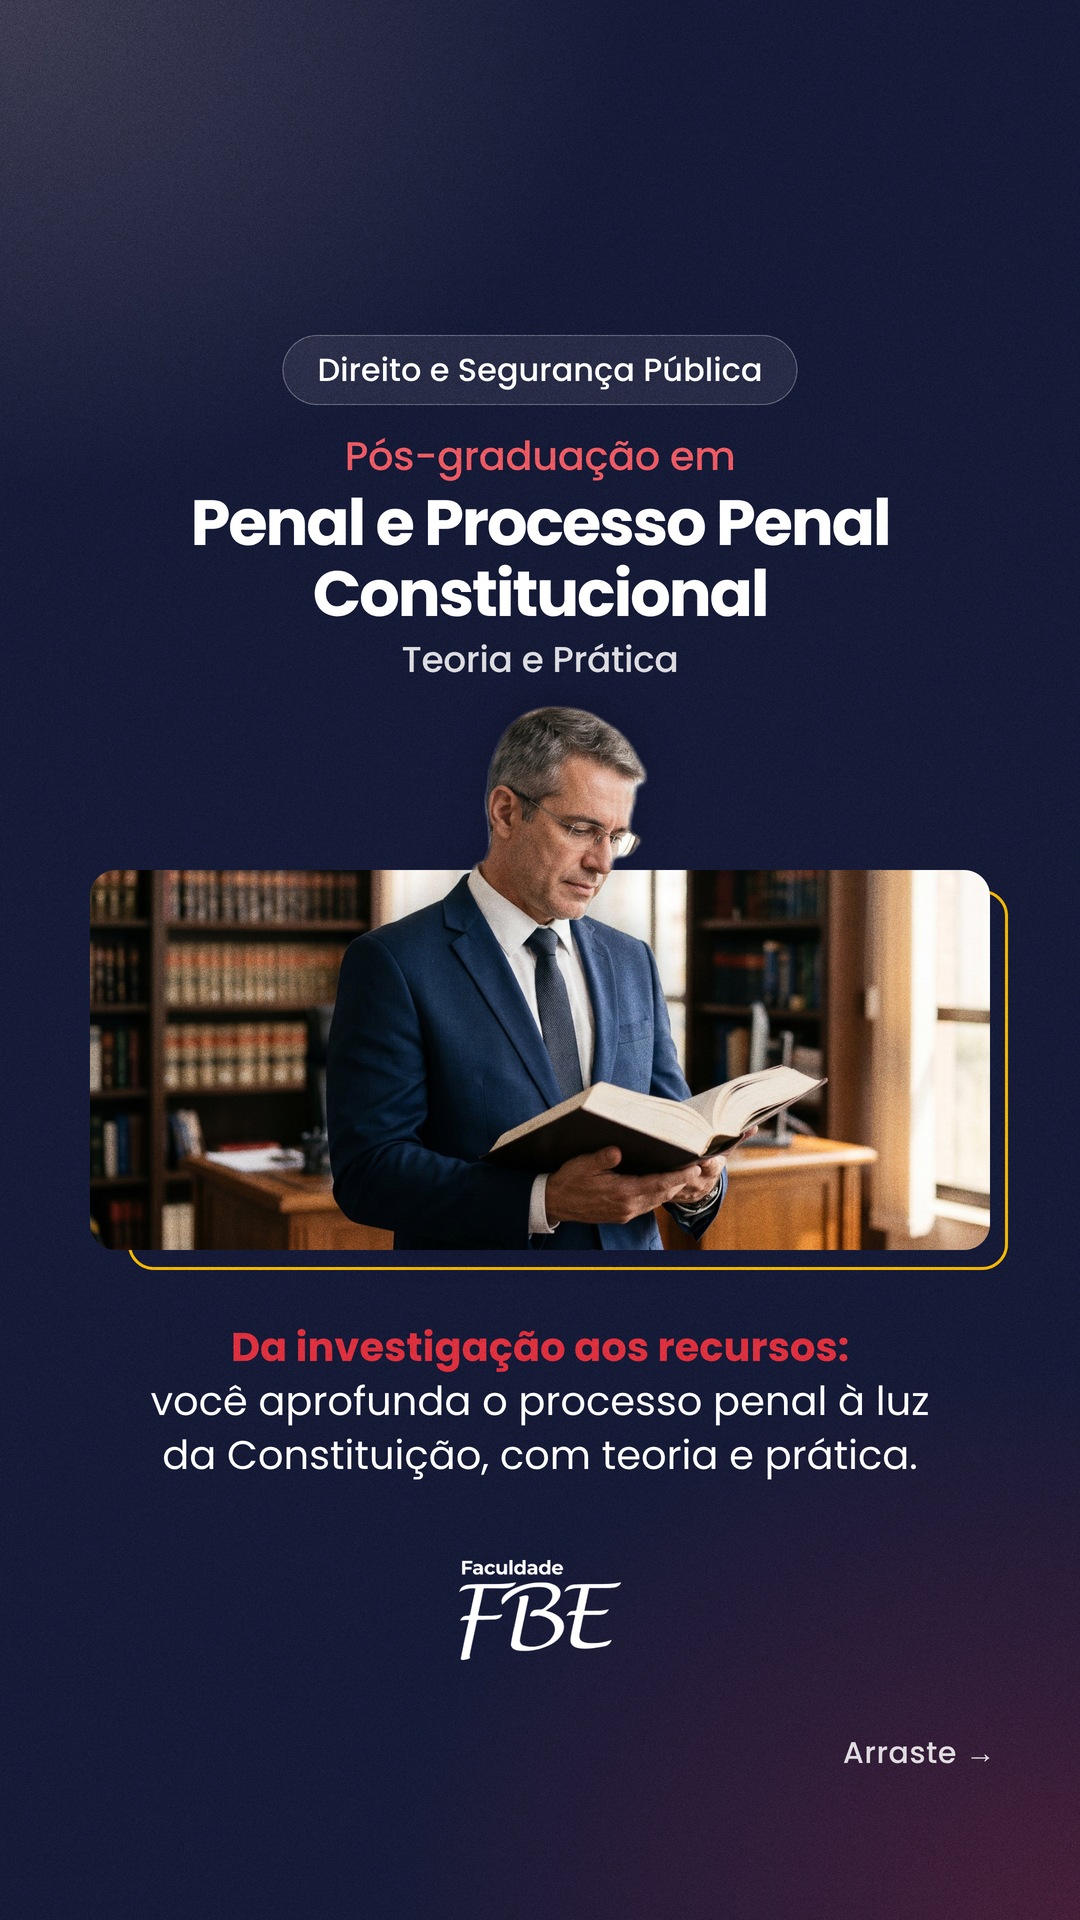 Direito e Segurança Pública
Pós-graduação em
Penal e Processo Penal
Constitucional
Teoria e Prática
Da investigação aos recursos:
você aprofunda o processo penal à luz
da Constituição, com teoria e prática.
Faculdade
FBE
Arraste →